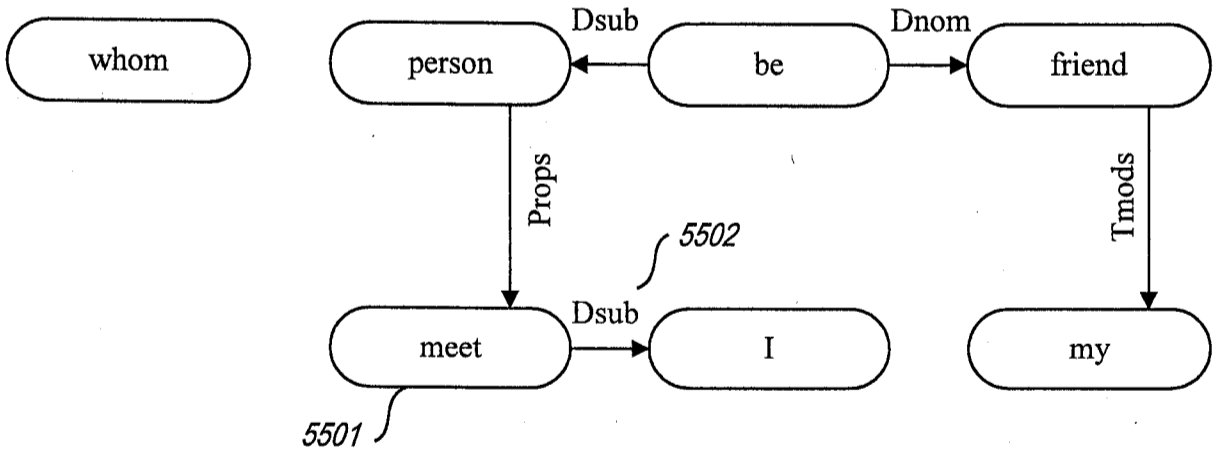 Dsub Dnom
whom person be friend
Props
Tmods
5502
Dsub
meet I my
5501